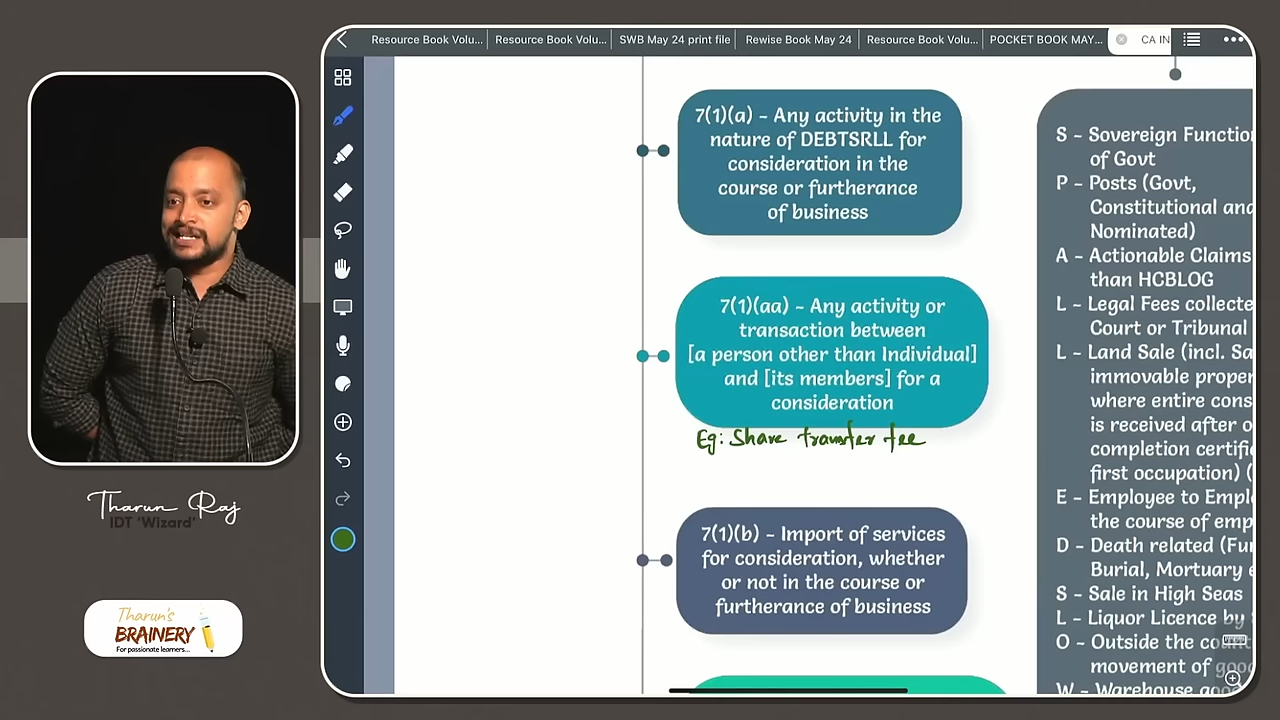 Resource Book Volu...
Resource Book Volu...
SWB May 24 print file
Rewise Book May 24
Resource Book Volu...
POCKET BOOK MAY...
CA IN
7(1)(a) - Any activity in the
nature of DEBTSRLL for
consideration in the
course or furtherance
of business
7(1)(aa) - Any activity or
transaction between
[a person other than Individual]
and [its members] for a
consideration
Eg: Share transfer fee
7(1)(b) - Import of services
for consideration, whether
or not in the course or
furtherance of business
S - Sovereign Function
of Govt
P - Posts (Govt,
Constitutional and
Nominated)
A - Actionable Claims
than HCBLOG
L - Legal Fees collecte
Court or Tribunal
L - Land Sale (incl. Sa
immovable proper
where entire cons
is received after o
completion certifi
first occupation) (
E - Employee to Empl
the course of emp
D - Death related (Fu
Burial, Mortuary e
S - Sale in High Seas
L - Liquor Licence by
O - Outside the count
movement of good
W - Warehouse good
Tharun Raj
IDT 'Wizard'
Tharun's
BRAINERY
For passionate learners...